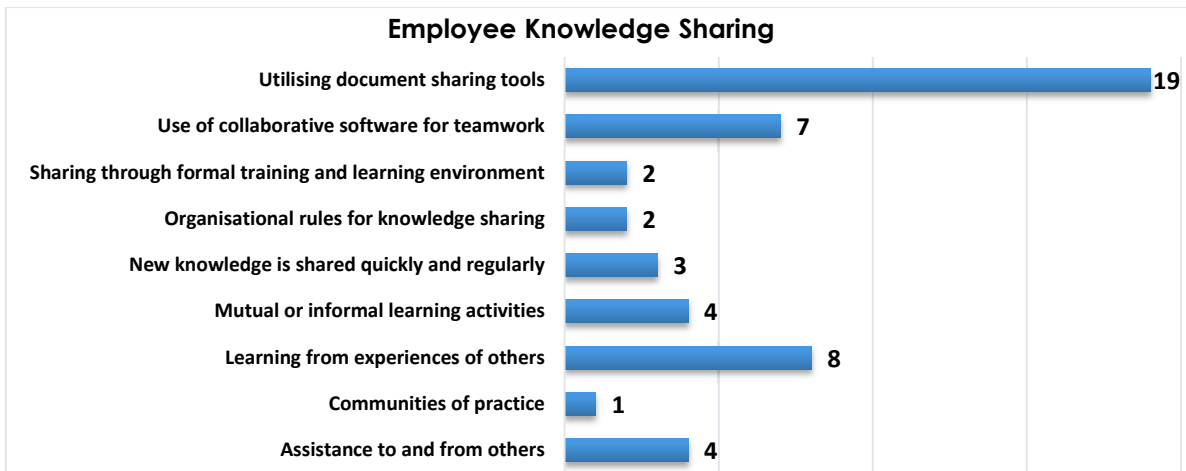 Employee Knowledge Sharing
Utilising document sharing tools 19
Use of collaborative software for teamwork 7
Sharing through formal training and learning environment 2
Organisational rules for knowledge sharing 2
New knowledge is shared quickly and regularly 3
Mutual or informal learning activities 4
Learning from experiences of others 8
Communities of practice 1
Assistance to and from others 4